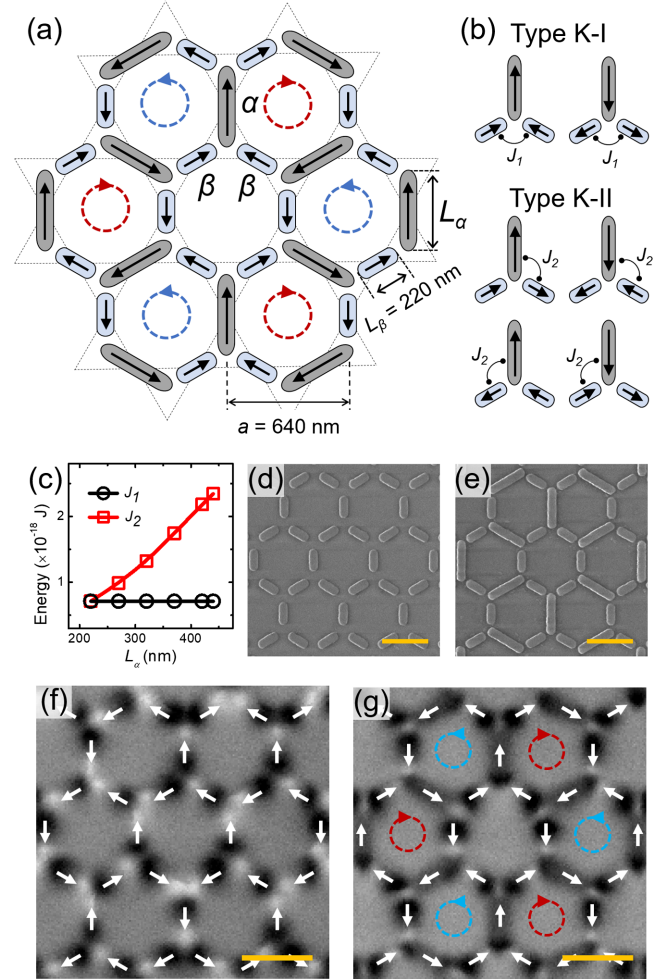 (a)
α
β β
Lα
Lβ = 220 nm
a = 640 nm
(b) Type K-I
J1 J1
Type K-II
J2 J2
J2 J2
(c)
J1
J2
Energy (×10-18 J)
2
1
200 300 400
Lα (nm)
(d)
(e)
(f)
(g)